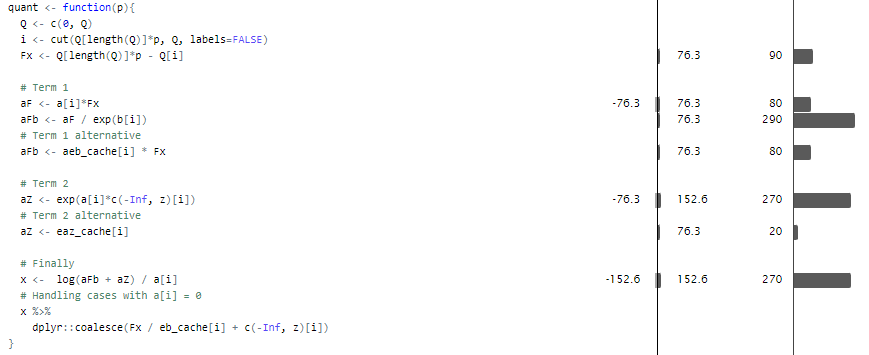 quant <- function(p){
Q <- c(0, Q)
i <- cut(Q[length(Q)]*p, Q, labels=FALSE)
Fx <- Q[length(Q)]*p - Q[i] 76.3 90
# Term 1
aF <- a[i]*Fx -76.3 76.3 80
aFb <- aF / exp(b[i]) 76.3 290
# Term 1 alternative
aFb <- aeb_cache[i] * Fx 76.3 80
# Term 2
aZ <- exp(a[i]*c(-Inf, z)[i]) -76.3 152.6 270
# Term 2 alternative
aZ <- eaz_cache[i] 76.3 20
# Finally
x <- log(aFb + aZ) / a[i] -152.6 152.6 270
# Handling cases with a[i] = 0
x %>%
dplyr::coalesce(Fx / eb_cache[i] + c(-Inf, z)[i])
}